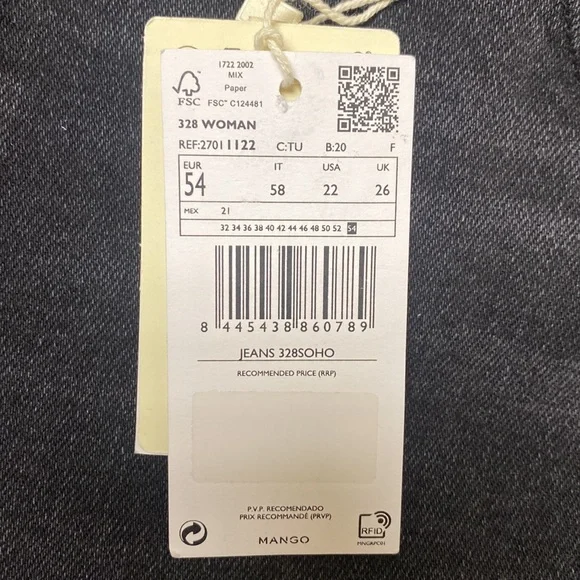 1722 2002
MIX
Paper
FSC™ C124481
FSC
328 WOMAN
REF:27011122 C:TU B:20 F
EUR IT USA UK
54 58 22 26
MEX 21
32 34 36 38 40 42 44 46 48 50 52 54
8 445438 860789
JEANS 328SOHO
RECOMMENDED PRICE (RRP)
P.V.P. RECOMENDADO
PRIX RECOMMANDÉ (PRVP)
MANGO
RFID